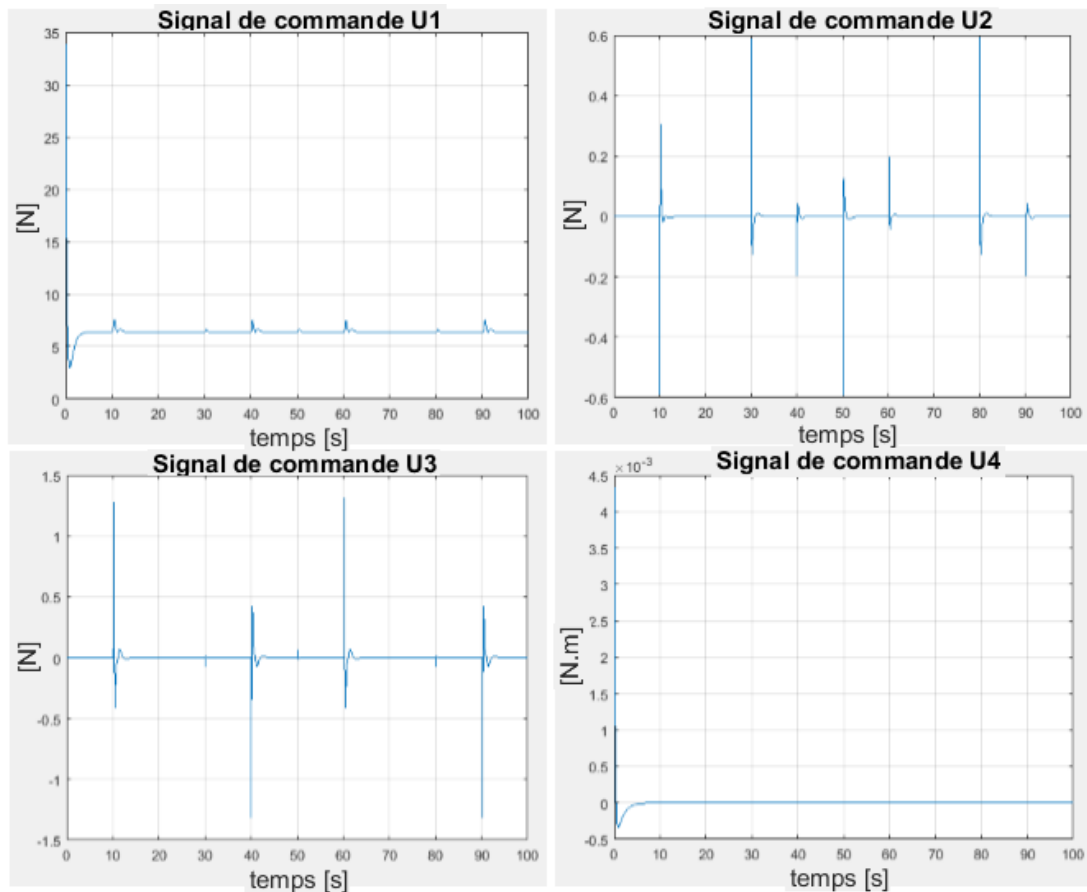 Signal de commande U1
35
30
25
20
15
10
5
0
[N]
0 10 20 30 40 50 60 70 80 90 100
temps [s]
Signal de commande U2
0.6
0.4
0.2
0
-0.2
-0.4
-0.6
[N]
0 10 20 30 40 50 60 70 80 90 100
temps [s]
Signal de commande U3
1.5
1
0.5
0
-0.5
-1
-1.5
[N]
0 10 20 30 40 50 60 70 80 90 100
temps [s]
Signal de commande U4
×10⁻³
4.5
4
3.5
3
2.5
2
1.5
1
0.5
0
-0.5
[N.m]
0 10 20 30 40 50 60 70 80 90 100
temps [s]